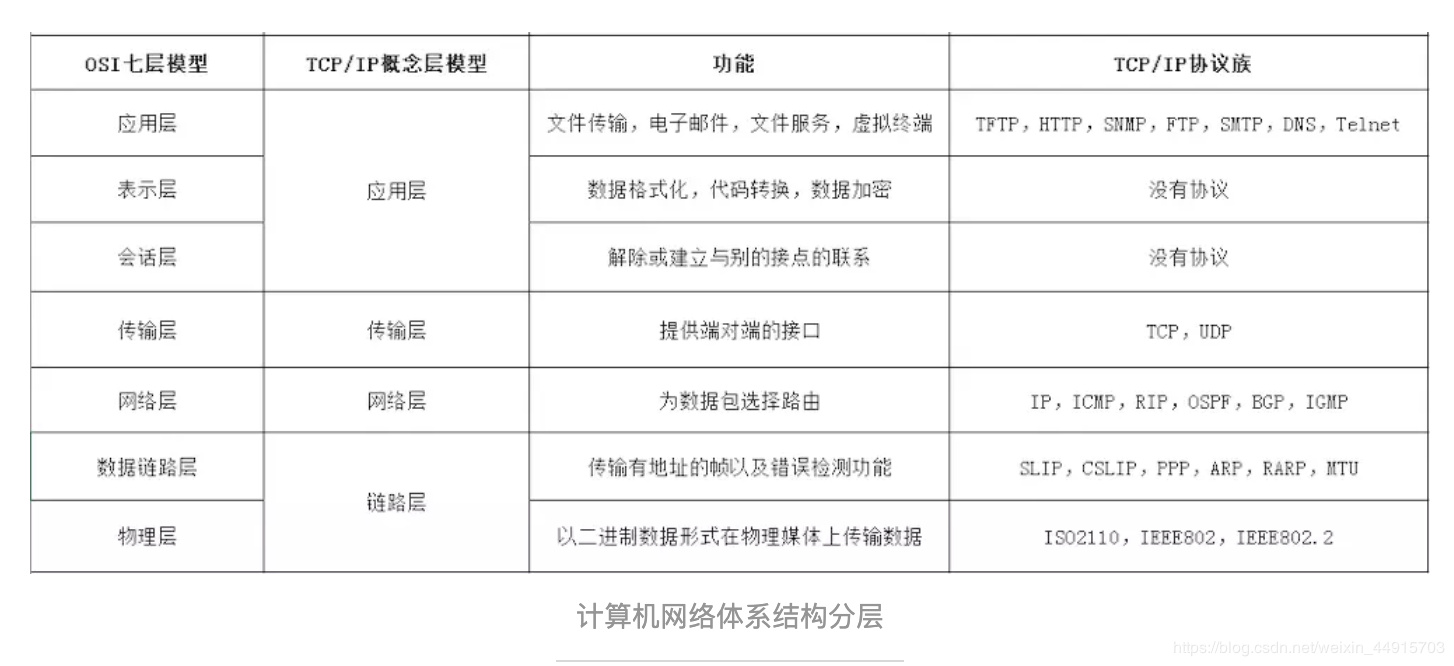 OSI七层模型 TCP/IP概念层模型 功能 TCP/IP协议族
应用层 文件传输，电子邮件，文件服务，虚拟终端 TFTP，HTTP，SNMP，FTP，SMTP，DNS，Telnet
表示层 应用层 数据格式化，代码转换，数据加密 没有协议
会话层 解除或建立与别的接点的联系 没有协议
传输层 传输层 提供端对端的接口 TCP，UDP
网络层 网络层 为数据包选择路由 IP，ICMP，RIP，OSPF，BGP，IGMP
数据链路层 传输有地址的帧以及错误检测功能 SLIP，CSLIP，PPP，ARP，RARP，MTU
链路层
物理层 以二进制数据形式在物理媒体上传输数据 ISO2110，IEEE802，IEEE802.2
计算机网络体系结构分层
https://blog.csdn.net/weixin_44915703